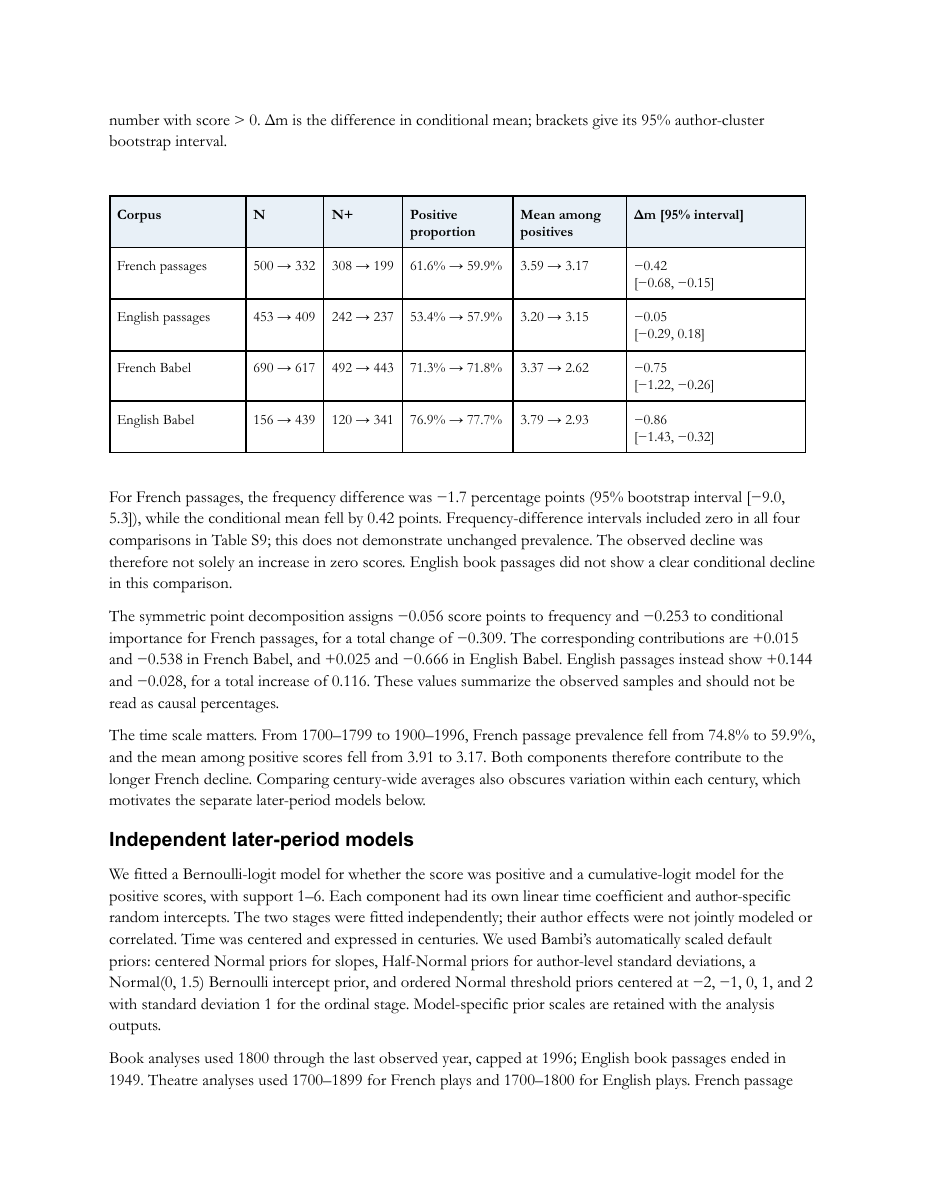 number with score > 0. Δm is the difference in conditional mean; brackets give its 95% author-cluster
bootstrap interval.
Corpus N N+ Positive proportion Mean among positives Δm [95% interval]
French passages 500 → 332 308 → 199 61.6% → 59.9% 3.59 → 3.17 −0.42 [−0.68, −0.15]
English passages 453 → 409 242 → 237 53.4% → 57.9% 3.20 → 3.15 −0.05 [−0.29, 0.18]
French Babel 690 → 617 492 → 443 71.3% → 71.8% 3.37 → 2.62 −0.75 [−1.22, −0.26]
English Babel 156 → 439 120 → 341 76.9% → 77.7% 3.79 → 2.93 −0.86 [−1.43, −0.32]
For French passages, the frequency difference was −1.7 percentage points (95% bootstrap interval [−9.0,
5.3]), while the conditional mean fell by 0.42 points. Frequency-difference intervals included zero in all four
comparisons in Table S9; this does not demonstrate unchanged prevalence. The observed decline was
therefore not solely an increase in zero scores. English book passages did not show a clear conditional decline
in this comparison.
The symmetric point decomposition assigns −0.056 score points to frequency and −0.253 to conditional
importance for French passages, for a total change of −0.309. The corresponding contributions are +0.015
and −0.538 in French Babel, and +0.025 and −0.666 in English Babel. English passages instead show +0.144
and −0.028, for a total increase of 0.116. These values summarize the observed samples and should not be
read as causal percentages.
The time scale matters. From 1700–1799 to 1900–1996, French passage prevalence fell from 74.8% to 59.9%,
and the mean among positive scores fell from 3.91 to 3.17. Both components therefore contribute to the
longer French decline. Comparing century-wide averages also obscures variation within each century, which
motivates the separate later-period models below.
Independent later-period models
We fitted a Bernoulli-logit model for whether the score was positive and a cumulative-logit model for the
positive scores, with support 1–6. Each component had its own linear time coefficient and author-specific
random intercepts. The two stages were fitted independently; their author effects were not jointly modeled or
correlated. Time was centered and expressed in centuries. We used Bambi’s automatically scaled default
priors: centered Normal priors for slopes, Half-Normal priors for author-level standard deviations, a
Normal(0, 1.5) Bernoulli intercept prior, and ordered Normal threshold priors centered at −2, −1, 0, 1, and 2
with standard deviation 1 for the ordinal stage. Model-specific prior scales are retained with the analysis
outputs.
Book analyses used 1800 through the last observed year, capped at 1996; English book passages ended in
1949. Theatre analyses used 1700–1899 for French plays and 1700–1800 for English plays. French passage